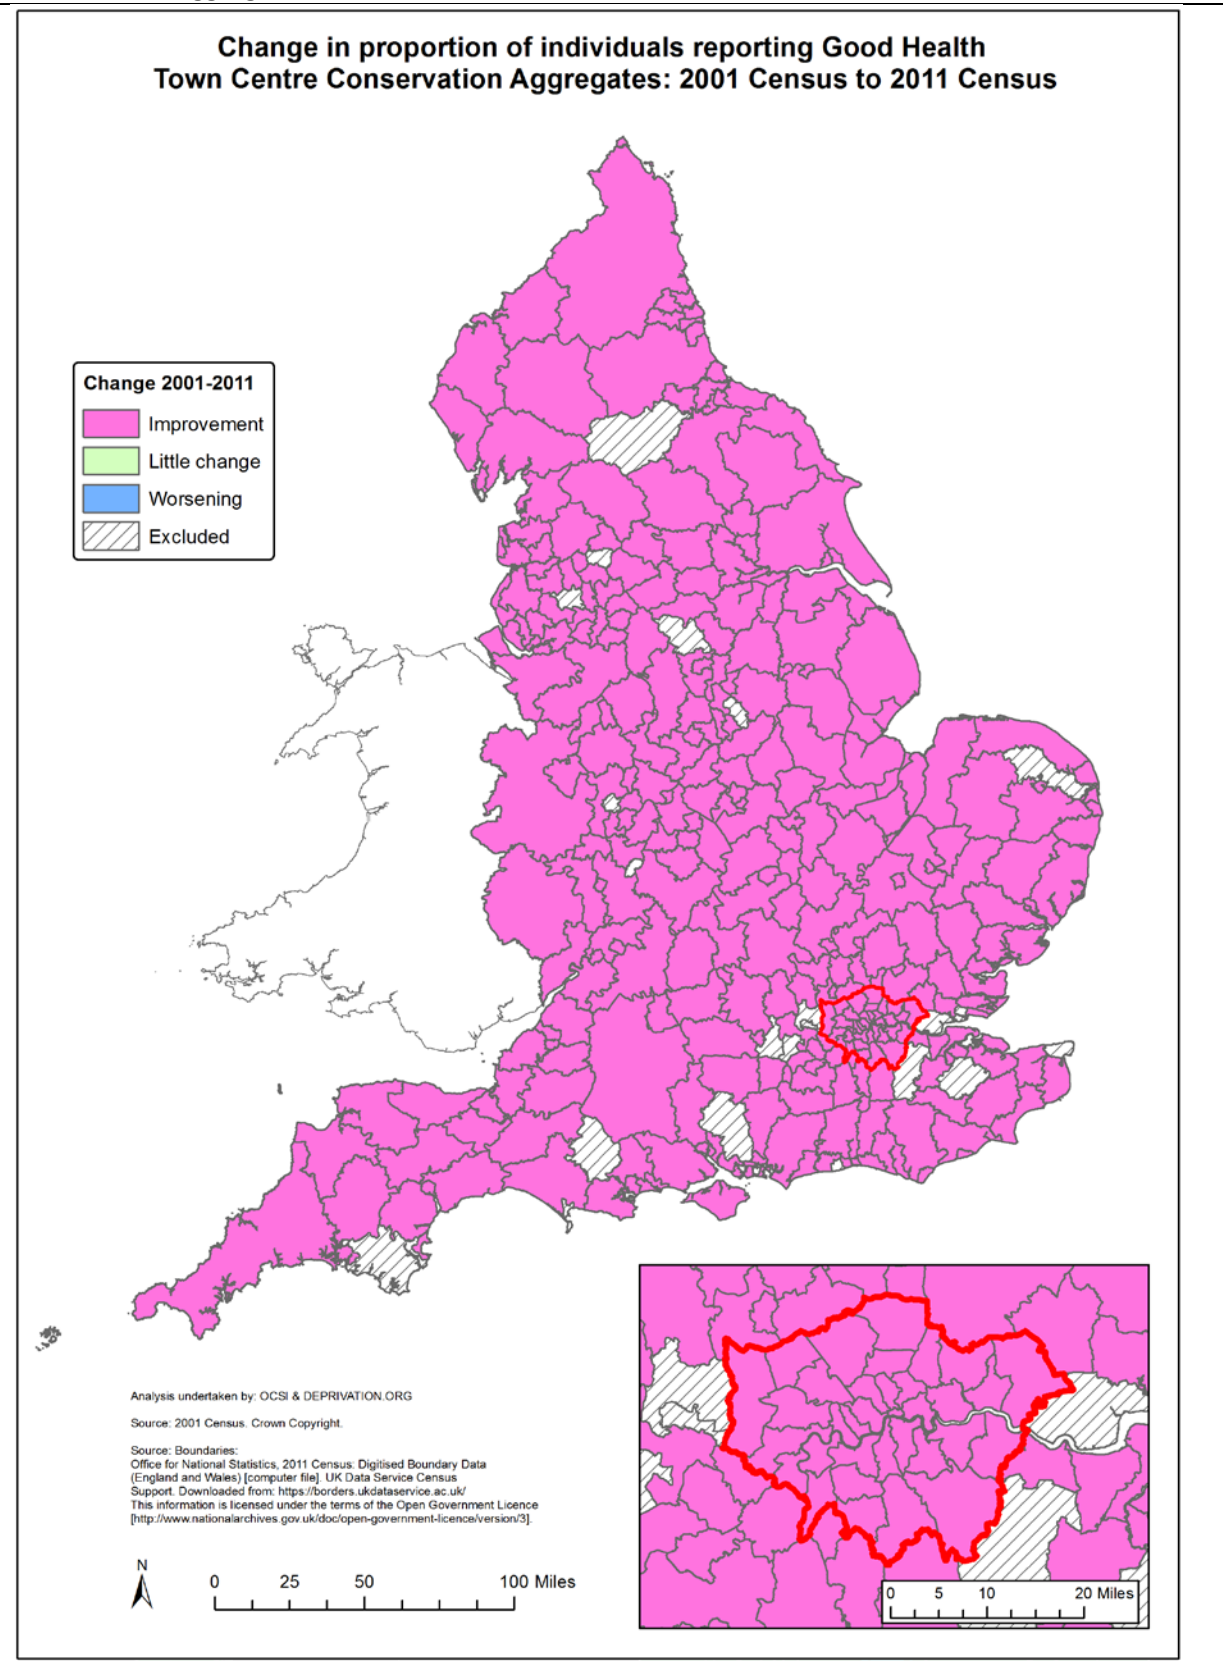 Change in proportion of individuals reporting Good Health
Town Centre Conservation Aggregates: 2001 Census to 2011 Census
Change 2001-2011
Improvement
Little change
Worsening
Excluded
Analysis undertaken by: OCSI & DEPRIVATION.ORG
Source: 2001 Census. Crown Copyright.
Source: Boundaries:
Office for National Statistics, 2011 Census: Digitised Boundary Data
(England and Wales) [computer file]. UK Data Service Census
Support. Downloaded from: https://borders.ukdataservice.ac.uk/
This information is licensed under the terms of the Open Government Licence
[http://www.nationalarchives.gov.uk/doc/open-government-licence/version/3].
N
0 25 50 100 Miles
0 5 10 20 Miles